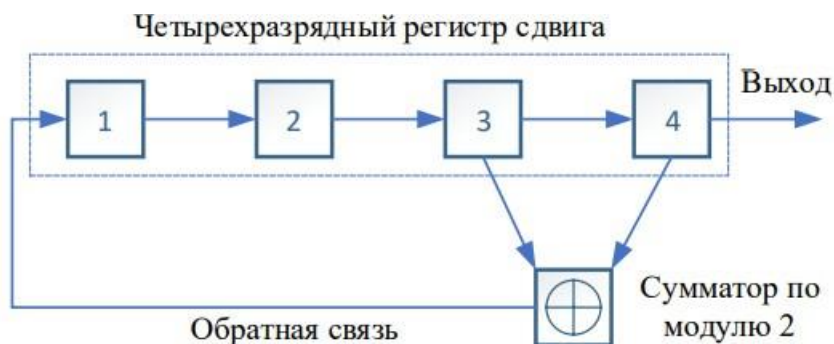 Четырехразрядный регистр сдвига
Выход
1 2 3 4
Сумматор по
модулю 2
Обратная связь